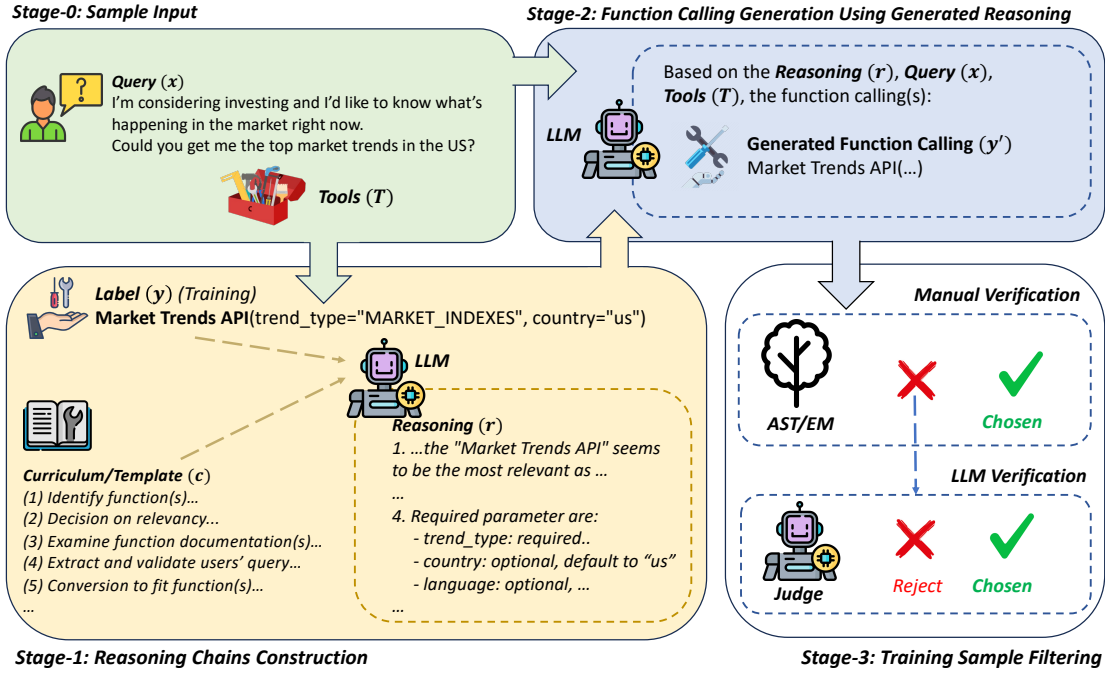 Stage-0: Sample Input
Query (x)
I'm considering investing and I'd like to know what's
happening in the market right now.
Could you get me the top market trends in the US?
Tools (T)
Stage-2: Function Calling Generation Using Generated Reasoning
Based on the Reasoning (r), Query (x),
Tools (T), the function calling(s):
LLM
Generated Function Calling (y′)
Market Trends API(…)
Label (y) (Training)
Market Trends API(trend_type="MARKET_INDEXES", country="us")
LLM
Curriculum/Template (c)
(1) Identify function(s)…
(2) Decision on relevancy...
(3) Examine function documentation(s)…
(4) Extract and validate users' query…
(5) Conversion to fit function(s)…
…
Reasoning (r)
1. …the "Market Trends API" seems
to be the most relevant as …
…
4. Required parameter are:
- trend_type: required..
- country: optional, default to “us”
- language: optional, …
…
Stage-1: Reasoning Chains Construction
Manual Verification
AST/EM
Chosen
LLM Verification
Judge
Reject
Chosen
Stage-3: Training Sample Filtering